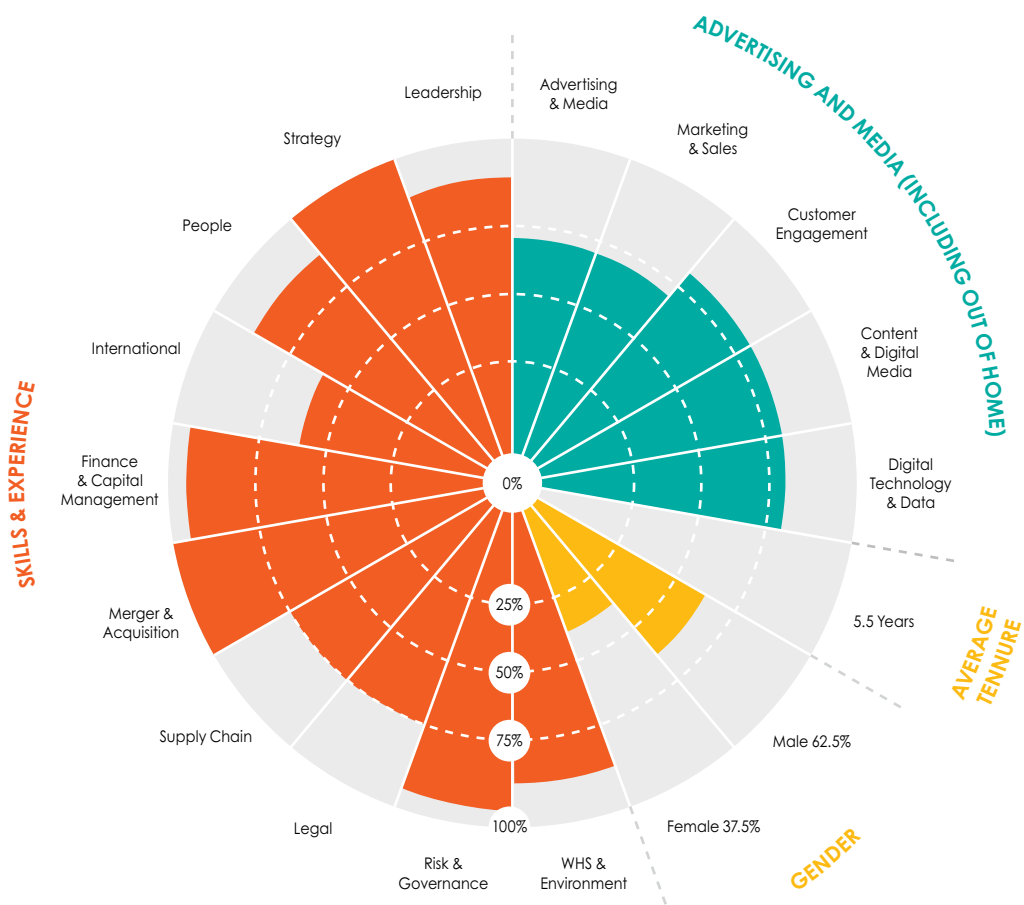 ADVERTISING AND MEDIA (INCLUDING OUT OF HOME)
Leadership
Advertising
& Media
Strategy
Marketing
& Sales
People
Customer
Engagement
International
Content
& Digital
Media
SKILLS & EXPERIENCE
Finance
& Capital
Management
Digital
Technology
& Data
0%
25%
50%
75%
100%
Merger &
Acquisition
5.5 Years
AVERAGE
TENNURE
Supply Chain
Male 62.5%
Legal
Female 37.5%
GENDER
Risk &
Governance
WHS &
Environment